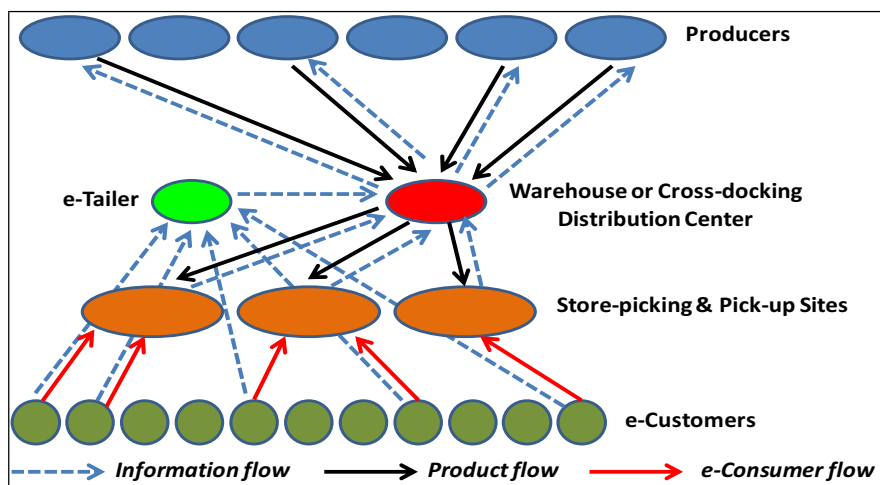 Producers
e-Tailer
Warehouse or Cross-docking
Distribution Center
Store-picking & Pick-up Sites
e-Customers
Information flow
Product flow
e-Consumer flow